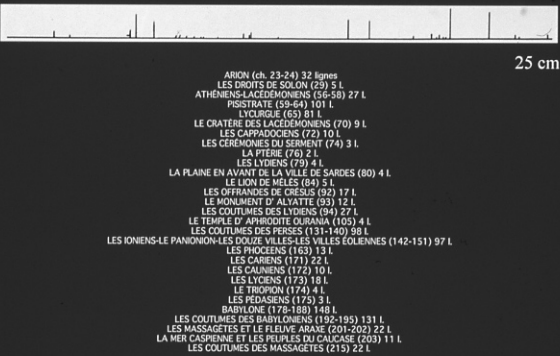 25 cm
ARION (ch. 23-24) 32 lignes
LES DROITS DE SOLON (29) 5 l.
ATHÉNIENS-LACÉDÉMONIENS (56-58) 27 l.
PISISTRATE (59-64) 101 l.
LYCURGUE (65) 81 l.
LE CRATÈRE DES LACÉDÉMONIENS (70) 9 l.
LES CAPPADOCIENS (72) 10 l.
LES CÉRÉMONIES DU SERMENT (74) 3 l.
LA PTÉRIE (76) 2 l.
LES LYDIENS (79) 4 l.
LA PLAINE EN AVANT DE LA VILLE DE SARDES (80) 4 l.
LE LION DE MÉLÈS (84) 5 l.
LES OFFRANDES DE CRÉSUS (92) 17 l.
LE MONUMENT D' ALYATTE (93) 12 l.
LES COUTUMES DES LYDIENS (94) 27 l.
LE TEMPLE D' APHRODITE OURANIA (105) 4 l.
LES COUTUMES DES PERSES (131-140) 98 l.
LES IONIENS-LE PANIONION-LES DOUZE VILLES-LES VILLES ÉOLIENNES (142-151) 97 l.
LES PHOCEENS (163) 13 l.
LES CARIENS (171) 22 l.
LES CAUNIENS (172) 10 l.
LES LYCIENS (173) 18 l.
LE TRIOPION (174) 4 l.
LES PÉDASIENS (175) 3 l.
BABYLONE (178-188) 148 l.
LES COUTUMES DES BABYLONIENS (192-195) 131 l.
LES MASSAGÈTES ET LE FLEUVE ARAXE (201-202) 22 l.
LA MER CASPIENNE ET LES PEUPLES DU CAUCASE (203) 11 l.
LES COUTUMES DES MASSAGÈTES (215) 22 l.